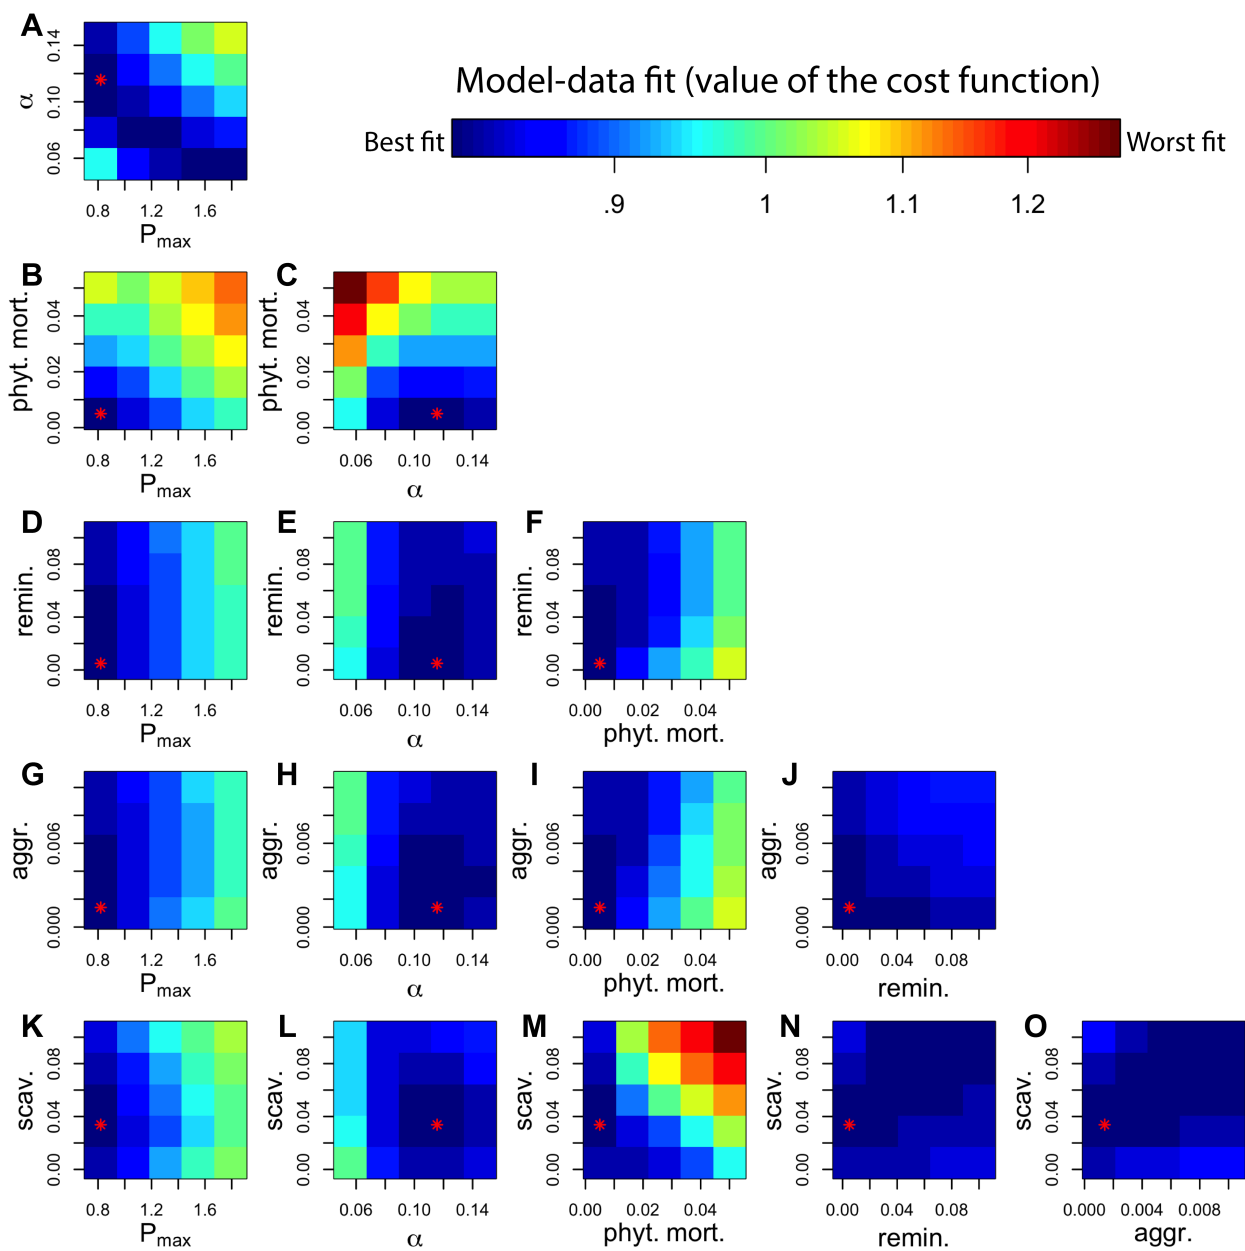 A
α
0.06 0.10 0.14
0.8 1.2 1.6
Pmax
Model-data fit (value of the cost function)
Best fit
Worst fit
.9 1 1.1 1.2
B
phyt. mort.
0.00 0.02 0.04
0.8 1.2 1.6
Pmax
C
phyt. mort.
0.00 0.02 0.04
0.06 0.10 0.14
α
D
remin.
0.00 0.04 0.08
0.8 1.2 1.6
Pmax
E
remin.
0.00 0.04 0.08
0.06 0.10 0.14
α
F
remin.
0.00 0.04 0.08
0.00 0.02 0.04
phyt. mort.
G
aggr.
0.000 0.006
0.8 1.2 1.6
Pmax
H
aggr.
0.000 0.006
0.06 0.10 0.14
α
I
aggr.
0.000 0.006
0.00 0.02 0.04
phyt. mort.
J
aggr.
0.000 0.006
0.00 0.04 0.08
remin.
K
scav.
0.00 0.04 0.08
0.8 1.2 1.6
Pmax
L
scav.
0.00 0.04 0.08
0.06 0.10 0.14
α
M
scav.
0.00 0.04 0.08
0.00 0.02 0.04
phyt. mort.
N
scav.
0.00 0.04 0.08
0.00 0.04 0.08
remin.
O
scav.
0.00 0.04 0.08
0.000 0.004 0.008
aggr.